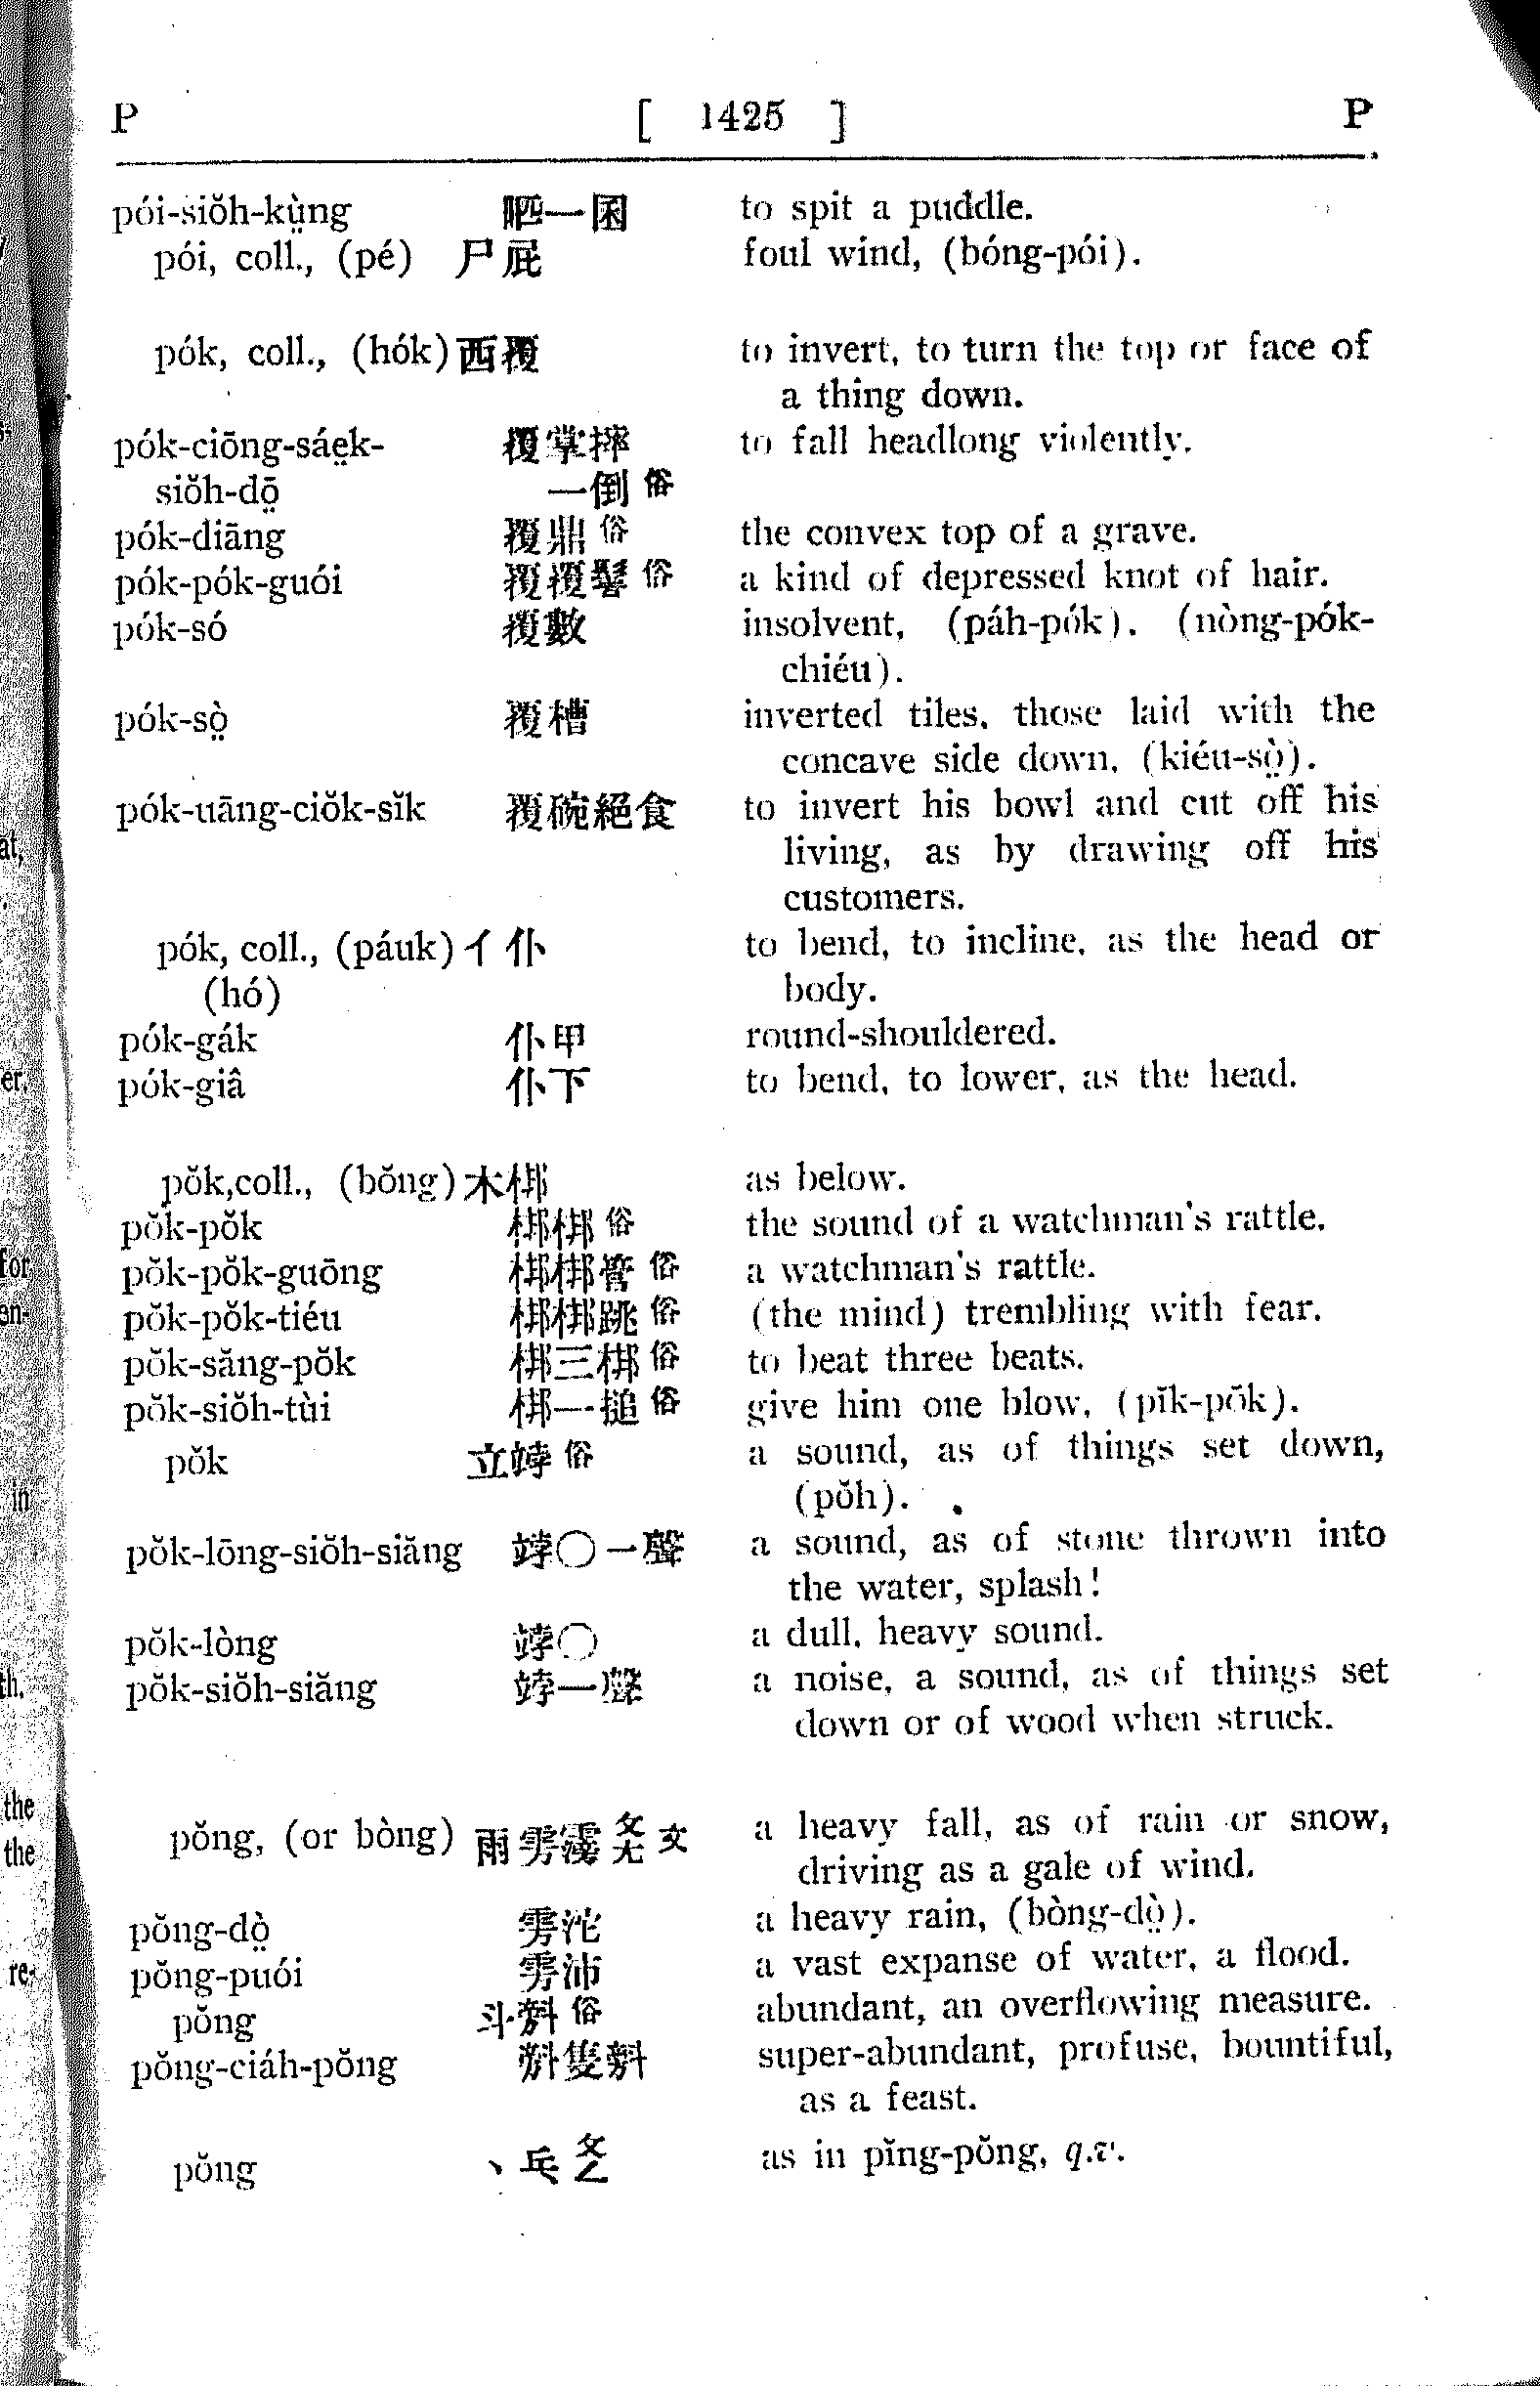 P [ 1425 ] P
pói-siŏh-kṳ̀ng 一囷 to spit a puddle.
pói, coll., (pé) 尸屁 foul wind, (bóng-pói).
pók, coll., (hók) 襾覆 to invert, to turn the top or face of
a thing down.
pók-ciōng-sáe̤k- 覆掌摔 to fall headlong violently.
siŏh-dō̤ 一倒俗
pók-diāng 覆鼎俗 the convex top of a grave.
pók-pók-guói 覆覆髻俗 a kind of depressed knot of hair.
pók-só 覆數 insolvent, (páh-pók). (nòng-pók-
chiéu).
pók-sò̤ 覆槽 inverted tiles, those laid with the
concave side down, (kiéu-sò̤).
pók-uāng-ciŏk-sĭk 覆碗絕食 to invert his bowl and cut off his
living, as by drawing off his
customers.
pók, coll., (páuk) 亻仆 to bend, to incline, as the head or
(hó) body.
pók-gák 仆甲 round-shouldered.
pók-giâ 仆下 to bend, to lower, as the head.
pŏk,coll., (bŏng) 木梆 as below.
pŏk-pŏk 梆梆俗 the sound of a watchman's rattle.
pŏk-pŏk-guōng 梆梆管俗 a watchman's rattle.
pŏk-pŏk-tiéu 梆梆跳俗 (the mind) trembling with fear.
pŏk-săng-pŏk 梆三梆俗 to beat three beats.
pŏk-siŏh-tùi 梆一搥俗 give him one blow, (pĭk-pŏk).
pŏk 立竐俗 a sound, as of things set down,
(pŏh).
pŏk-lōng-siŏh-siăng 〇一聲 a sound, as of stone thrown into
the water, splash!
pŏk-lòng 〇 a dull, heavy sound.
pŏk-siŏh-siăng 一聲 a noise, a sound, as of things set
down or of wood when struck.
pŏng, (or bòng) 雨雱 a heavy fall, as of rain or snow,
driving as a gale of wind.
pŏng-dò̤ 雱沱 a heavy rain, (bòng-dò̤).
pŏng-puói 雱沛 a vast expanse of water, a flood.
pŏng 斗㪵俗 abundant, an overflowing measure.
pŏng-ciáh-pŏng 㪵隻㪵 super-abundant, profuse, bountiful,
as a feast.
pŏng 丶乓 as in pĭng-pŏng, q.v.